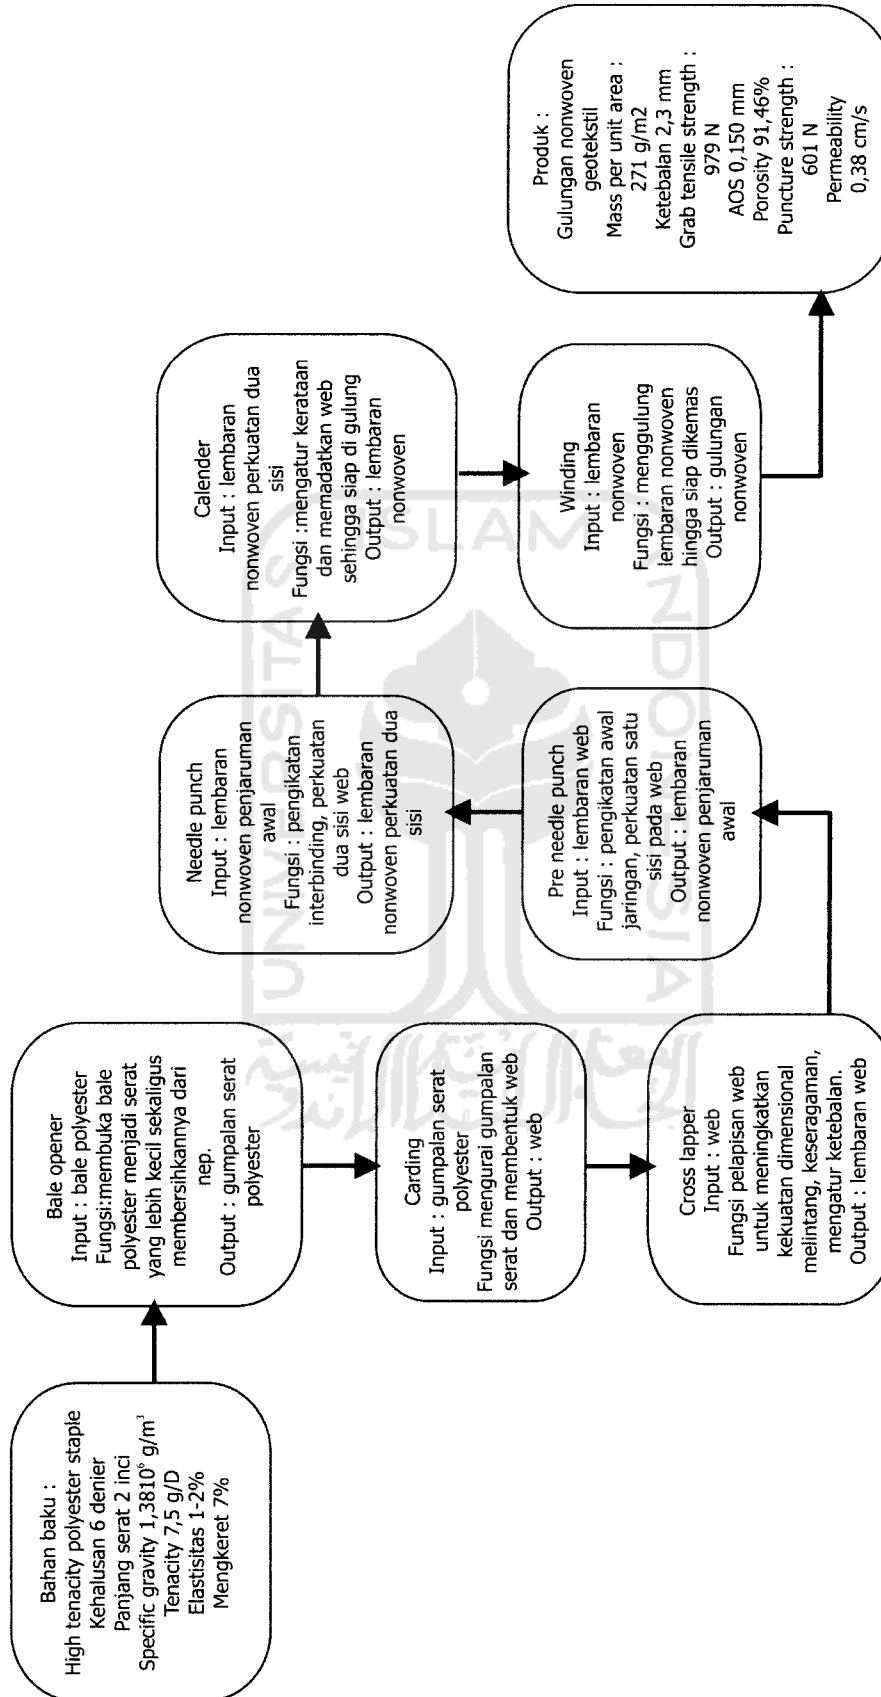 Bahan baku :
High tenacity polyester staple
Kehalusan 6 denier
Panjang serat 2 inci
Specific gravity 1,3810⁶ g/m³
Tenacity 7,5 g/D
Elastisitas 1-2%
Mengkeret 7%
Bale opener
Input : bale polyester
Fungsi:membuka bale
polyester menjadi serat
yang lebih kecil sekaligus
membersihkannya dari
nep.
Output : gumpalan serat
polyester
Carding
Input : gumpalan serat
polyester
Fungsi mengurai gumpalan
serat dan membentuk web
Output : web
Cross lapper
Input : web
Fungsi pelapisan web
untuk meningkatkan
kekuatan dimensional
melintang, keseragaman,
mengatur ketebalan.
Output : lembaran web
Pre needle punch
Input : lembaran web
Fungsi : pengikatan awal
jaringan, perkuatan satu
sisi pada web
Output : lembaran
nonwoven penjaruman
awal
Needle punch
Input : lembaran
nonwoven penjaruman
awal
Fungsi : pengikatan
interbinding, perkuatan
dua sisi web
Output : lembaran
nonwoven perkuatan dua
sisi
Calender
Input : lembaran
nonwoven perkuatan dua
sisi
Fungsi :mengatur kerataan
dan memadatkan web
sehingga siap di gulung
Output : lembaran
nonwoven
Winding
Input : lembaran
nonwoven
Fungsi : menggulung
lembaran nonwoven
hingga siap dikemas
Output : gulungan
nonwoven
Produk :
Gulungan nonwoven
geotekstil
Mass per unit area :
271 g/m2
Ketebalan 2,3 mm
Grab tensile strength :
979 N
AOS 0,150 mm
Porosity 91,46%
Puncture strength :
601 N
Permeability
0,38 cm/s
UNIVERSITAS
ISLAM
INDONESIA